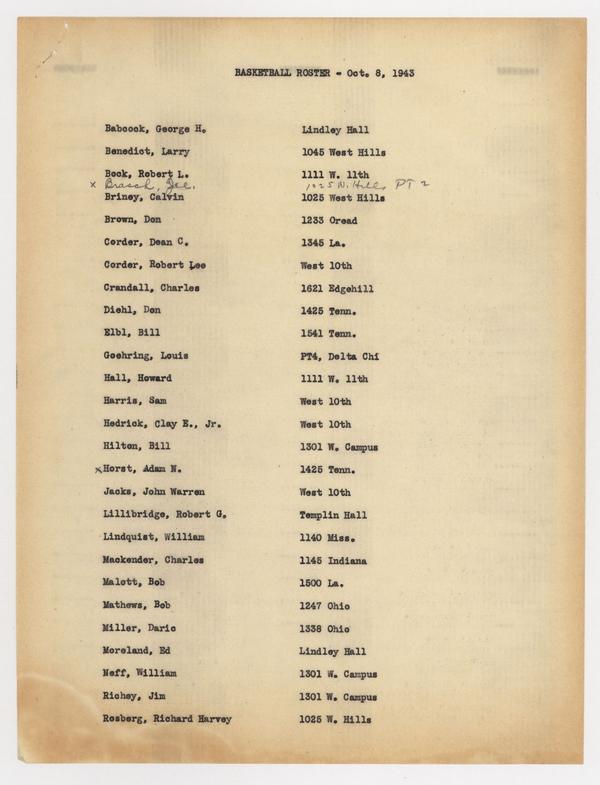 BASKETBALL ROSTER - Oct. 8, 1943
Babcock, George H. Lindley Hall
Benedict, Larry 1045 West Hills
Bock, Robert L. 1111 W. 11th
x Brasch, Joe. 1025 W. Hills PT 2
Briney, Calvin 1025 West Hills
Brown, Don 1233 Oread
Corder, Dean C. 1345 La.
Corder, Robert Lee West 10th
Crandall, Charles 1621 Edgehill
Diehl, Don 1425 Tenn.
Elbl, Bill 1541 Tenn.
Goehring, Louis PT4, Delta Chi
Hall, Howard 1111 W. 11th
Harris, Sam West 10th
Hedrick, Clay E., Jr. West 10th
Hilton, Bill 1301 W. Campus
x Horst, Adam N. 1425 Tenn.
Jacks, John Warren West 10th
Lillibridge, Robert G. Templin Hall
Lindquist, William 1140 Miss.
Mackender, Charles 1145 Indiana
Malott, Bob 1500 La.
Mathews, Bob 1247 Ohio
Miller, Dario 1338 Ohio
Moreland, Ed Lindley Hall
Neff, William 1301 W. Campus
Richey, Jim 1301 W. Campus
Rosberg, Richard Harvey 1025 W. Hills